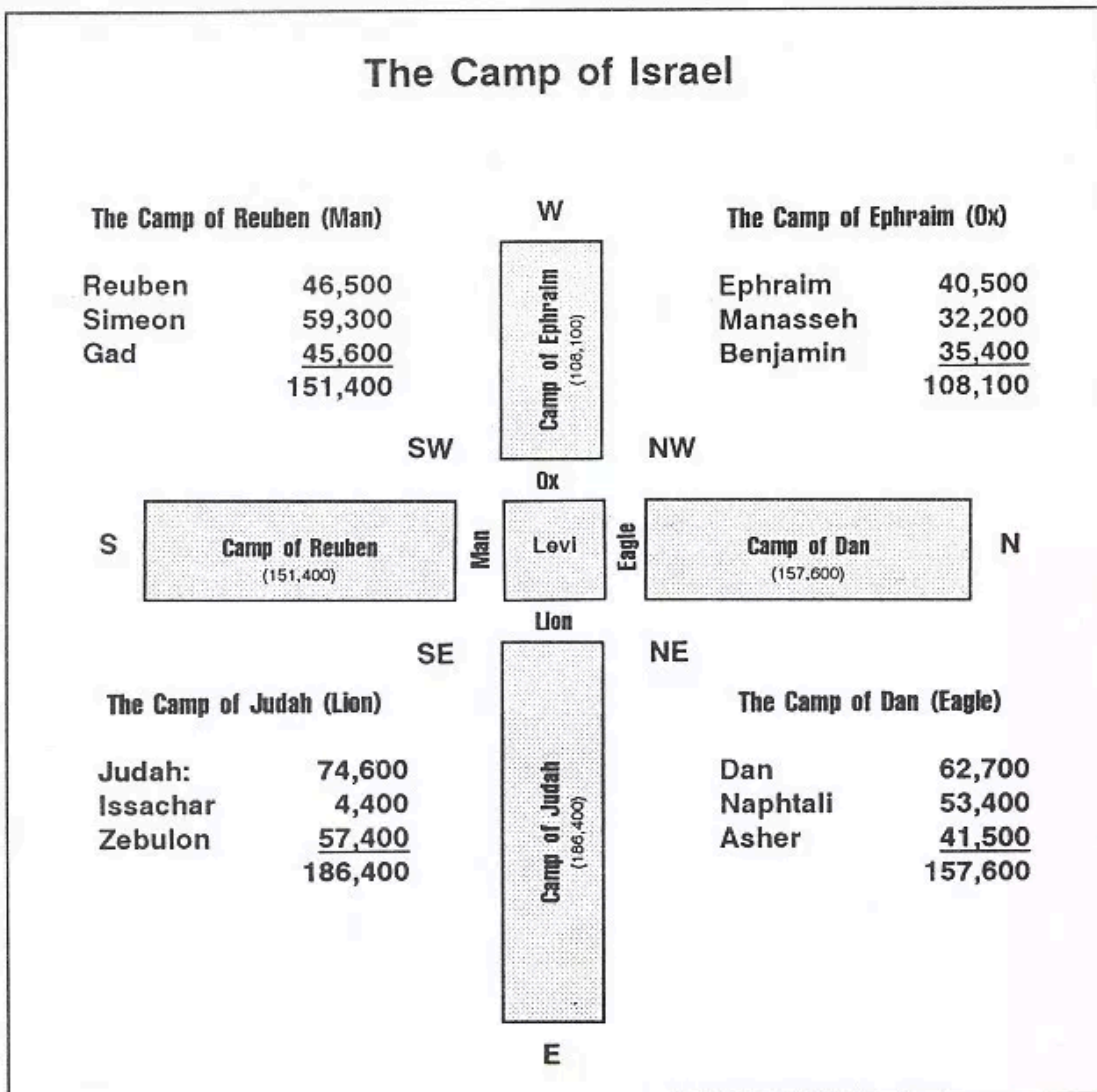 The Camp of Israel
W
The Camp of Reuben (Man)
Reuben 46,500
Simeon 59,300
Gad 45,600
151,400
The Camp of Ephraim (Ox)
Ephraim 40,500
Manasseh 32,200
Benjamin 35,400
108,100
Camp of Ephraim
(108,100)
SW
NW
Ox
S
Camp of Reuben
(151,400)
Man
Levi
Eagle
Camp of Dan
(157,600)
N
Lion
SE
NE
The Camp of Judah (Lion)
Judah: 74,600
Issachar 4,400
Zebulon 57,400
186,400
Camp of Judah
(186,400)
The Camp of Dan (Eagle)
Dan 62,700
Naphtali 53,400
Asher 41,500
157,600
E